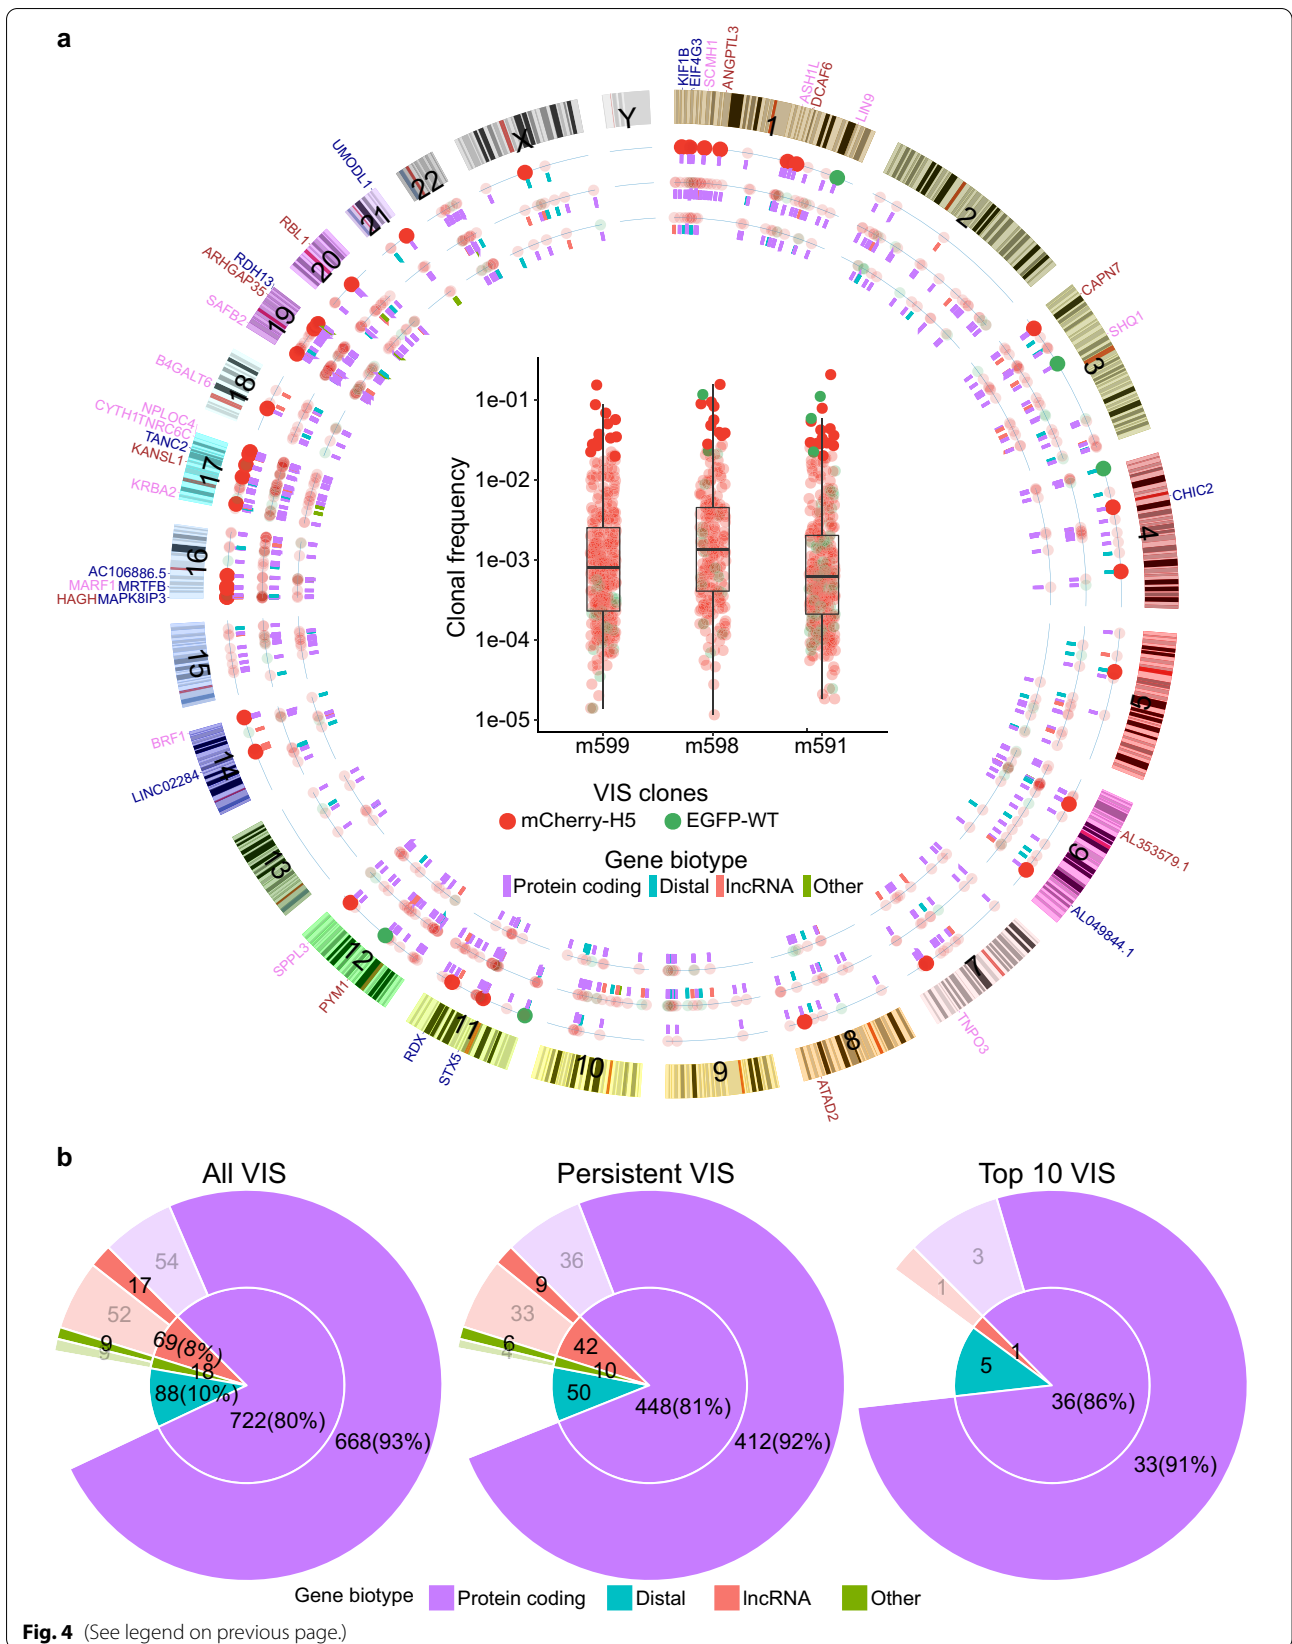 a
KIF1B
EIF4G3
SCMH1
ANGPTL3
ASH1L
DCAF6
LIN9
1
2
CAPN7
SHQ1
3
CHIC2
4
5
AL353579.1
6
AL049844.1
7
TNPO3
8
ATAD2
9
10
STX5
RDX
11
PYM1
SPPL3
12
13
LINC02284
BRF1
14
15
HAGH MAPK8IP3
MARF1 MRTFB
AC106886.5
16
KRBA2
KANSL1
TANC2
CYTH1 TNRC6C
NPLOC4
17
B4GALT6
18
SAFB2
ARHGAP35
RDH13
19
RBL1
20
UMODL1
21
22
X
Y
Clonal frequency
1e-01
1e-02
1e-03
1e-04
1e-05
m599 m598 m591
VIS clones
mCherry-H5 EGFP-WT
Gene biotype
Protein coding Distal lncRNA Other
b
All VIS Persistent VIS Top 10 VIS
54
17
52
9
9
69(8%)
18
88(10%)
722(80%)
668(93%)
36
9
33
6
4
42
10
50
448(81%)
412(92%)
3
1
1
5
36(86%)
33(91%)
Gene biotype Protein coding Distal lncRNA Other
Fig. 4 (See legend on previous page.)